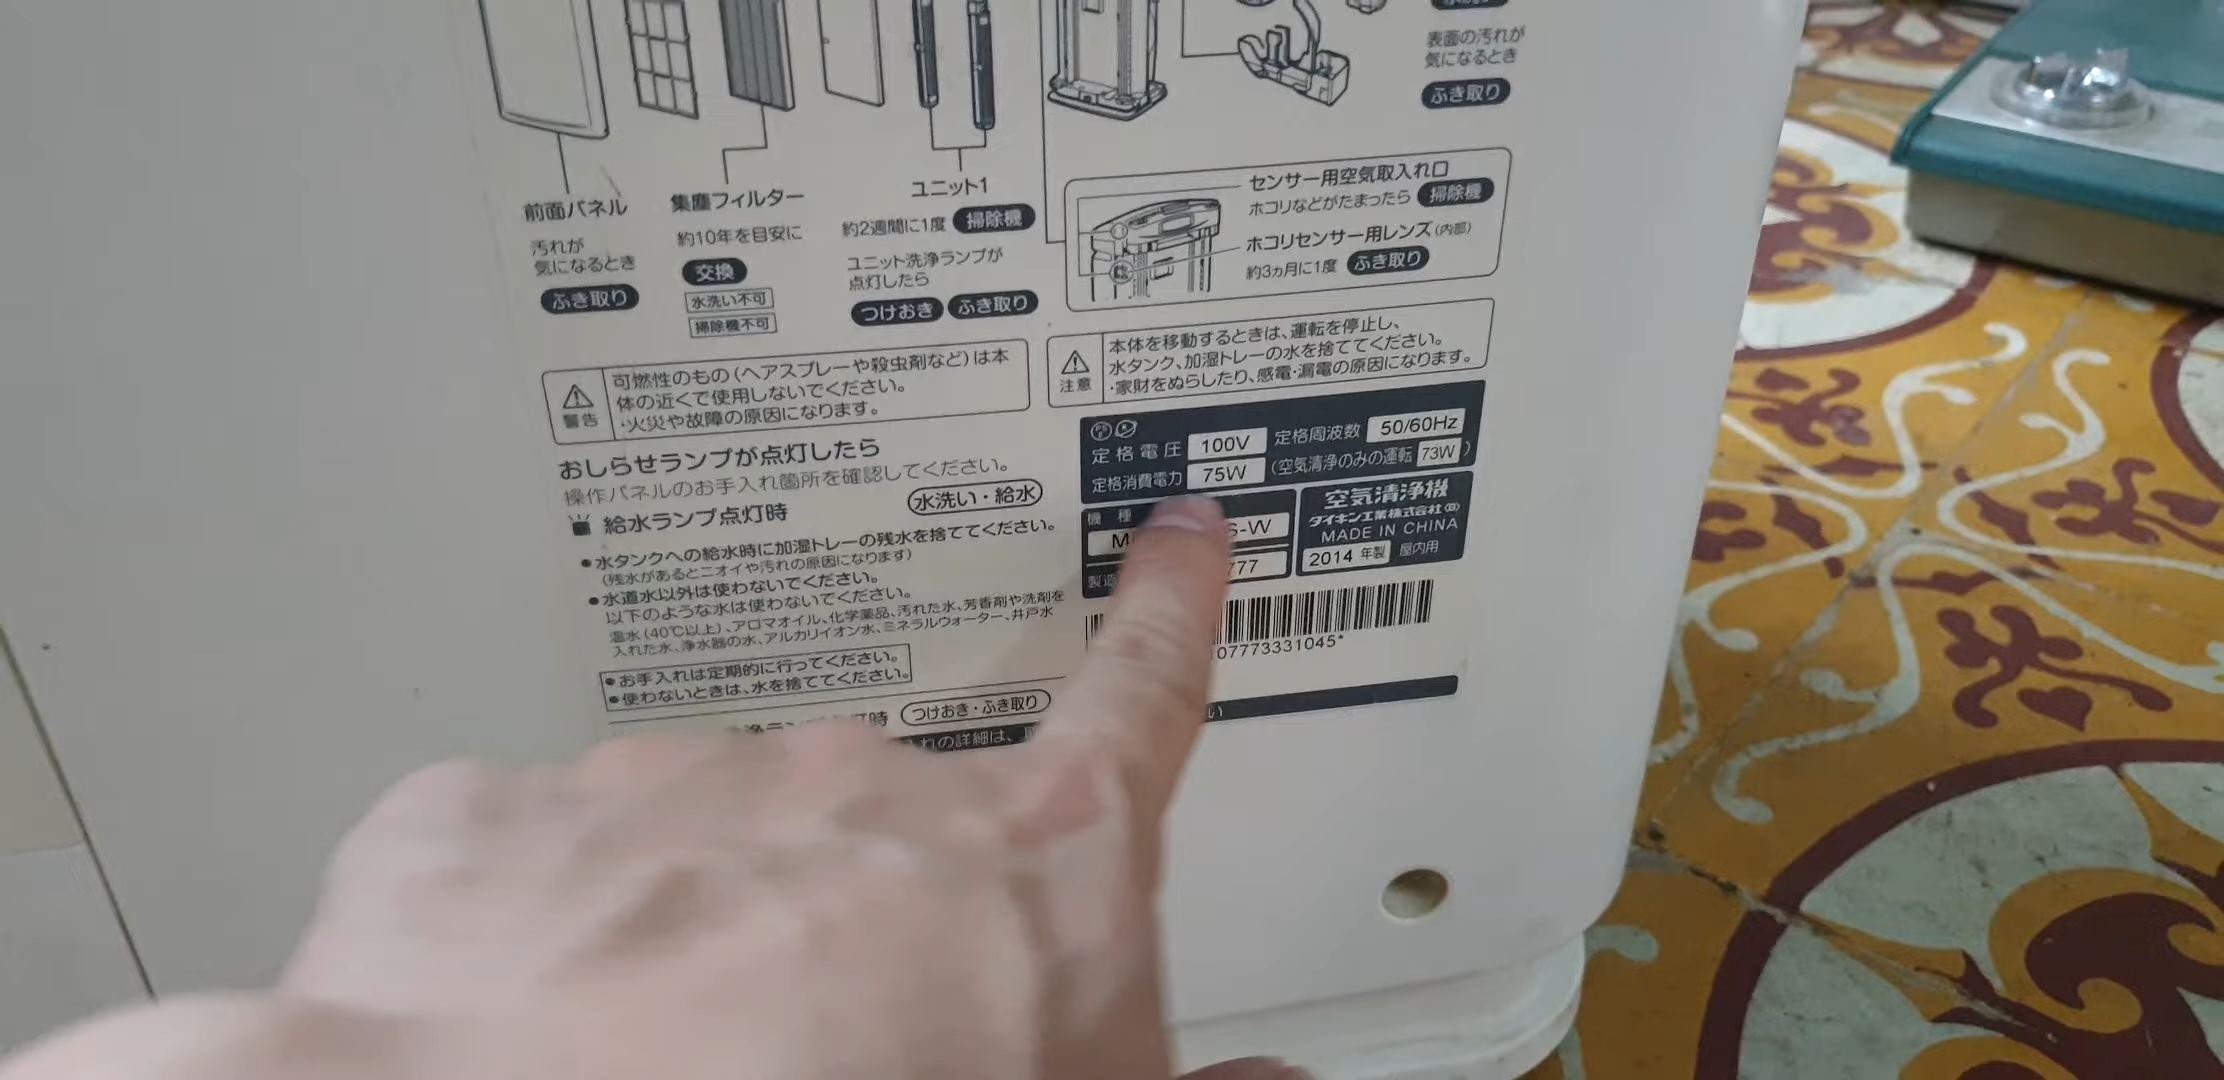 表面の汚れが
気になるとき
ふき取り
前面パネル
汚れが
気になるとき
ふき取り
集塵フィルター
約10年を目安に
交換
水洗い不可
掃除機不可
ユニット1
約2週間に1度 掃除機
ユニット洗浄ランプが
点灯したら
つけおき ふき取り
センサー用空気取入れ口
ホコリなどがたまったら 掃除機
ホコリセンサー用レンズ(内部)
約3ヵ月に1度 ふき取り
警告
可燃性のもの(ヘアスプレーや殺虫剤など)は本
体の近くで使用しないでください。
・火災や故障の原因になります。
注意
本体を移動するときは、運転を停止し、
水タンク、加湿トレーの水を捨ててください。
・家財をぬらしたり、感電・漏電の原因になります。
おしらせランプが点灯したら
操作パネルのお手入れ箇所を確認してください。
給水ランプ点灯時 水洗い・給水
●水タンクへの給水時に加湿トレーの残水を捨ててください。
(残水があるとニオイや汚れの原因になります)
●水道水以外は使わないでください。
以下のような水は使わないでください。
温水(40℃以上)、アロマオイル、化学薬品、汚れた水、芳香剤や洗剤を
入れた水、浄水器の水、アルカリイオン水、ミネラルウォーター、井戸水
●お手入れは定期的に行ってください。
●使わないときは、水を捨ててください。
時 つけおき・ふき取り
入れの詳細は、
定格電圧 100V 定格周波数 50/60Hz
定格消費電力 75W (空気清浄のみの運転 73W)
機種
S-W
製造
777
空気清浄機
ダイキン工業株式会社
MADE IN CHINA
2014 年製 屋内用
07773331045*
い